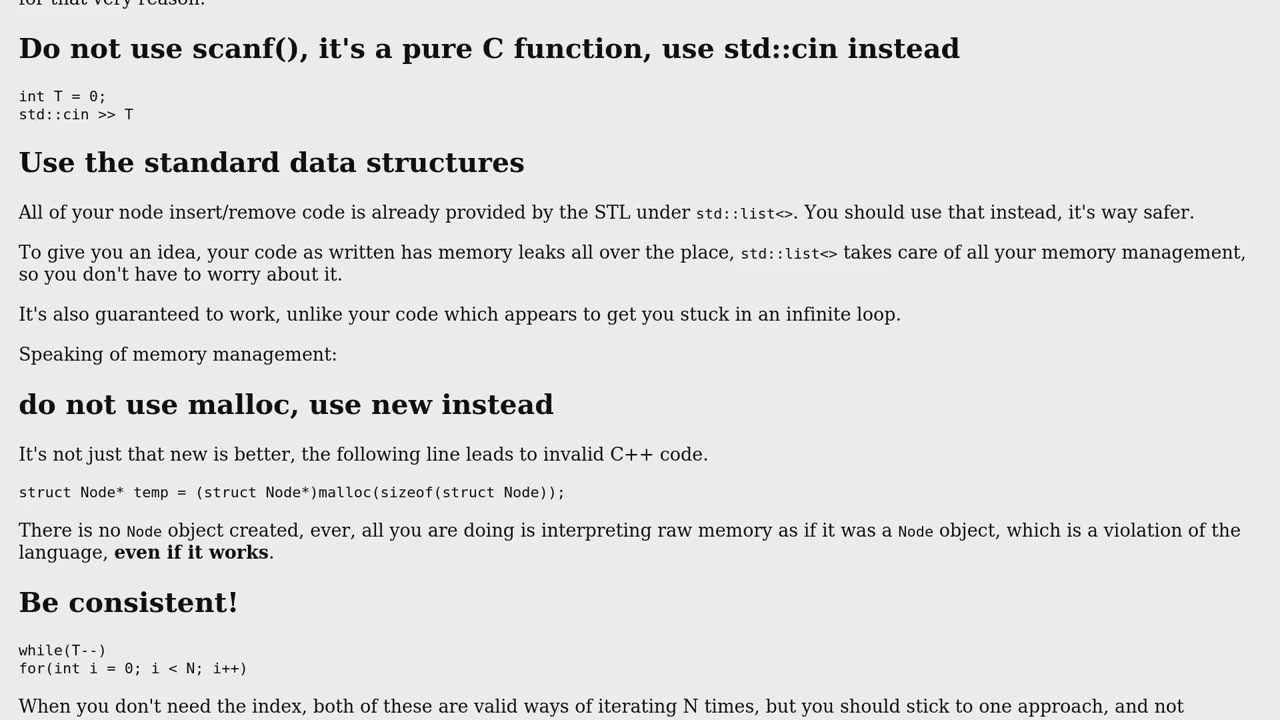 for that very reason.
Do not use scanf(), it's a pure C function, use std::cin instead
int T = 0;
std::cin >> T
Use the standard data structures
All of your node insert/remove code is already provided by the STL under std::list<>. You should use that instead, it's way safer.
To give you an idea, your code as written has memory leaks all over the place, std::list<> takes care of all your memory management,
so you don't have to worry about it.
It's also guaranteed to work, unlike your code which appears to get you stuck in an infinite loop.
Speaking of memory management:
do not use malloc, use new instead
It's not just that new is better, the following line leads to invalid C++ code.
struct Node* temp = (struct Node*)malloc(sizeof(struct Node));
There is no Node object created, ever, all you are doing is interpreting raw memory as if it was a Node object, which is a violation of the
language, even if it works.
Be consistent!
while(T--)
for(int i = 0; i < N; i++)
When you don't need the index, both of these are valid ways of iterating N times, but you should stick to one approach, and not